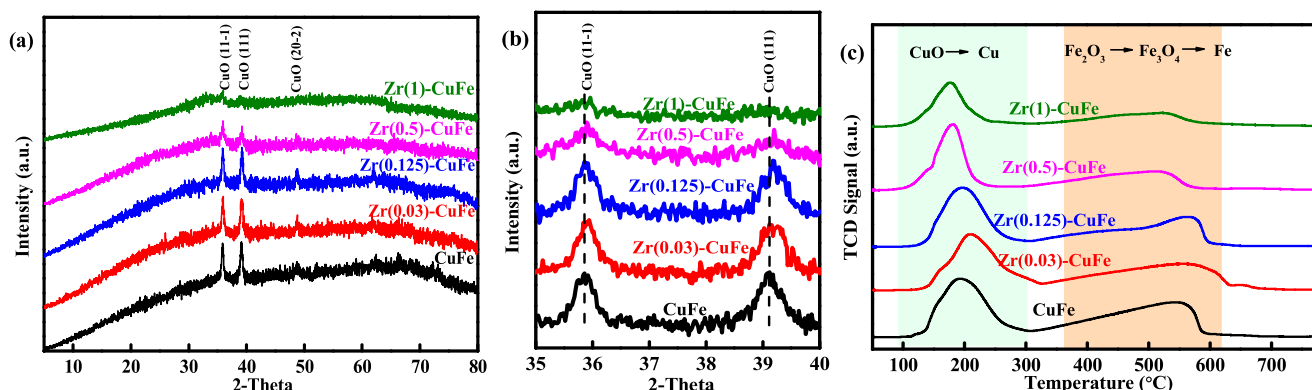 (a)
CuO (11-1)
CuO (111)
CuO (20-2)
Zr(1)-CuFe
Zr(0.5)-CuFe
Zr(0.125)-CuFe
Zr(0.03)-CuFe
CuFe
Intensity (a.u.)
10 20 30 40 50 60 70 80
2-Theta
(b)
CuO (11-1)
CuO (111)
Zr(1)-CuFe
Zr(0.5)-CuFe
Zr(0.125)-CuFe
Zr(0.03)-CuFe
CuFe
Intensity (a.u.)
35 36 37 38 39 40
2-Theta
(c)
CuO → Cu
Fe₂O₃ → Fe₃O₄ → Fe
Zr(1)-CuFe
Zr(0.5)-CuFe
Zr(0.125)-CuFe
Zr(0.03)-CuFe
CuFe
TCD Signal (a.u.)
100 200 300 400 500 600 700
Temperature (°C)